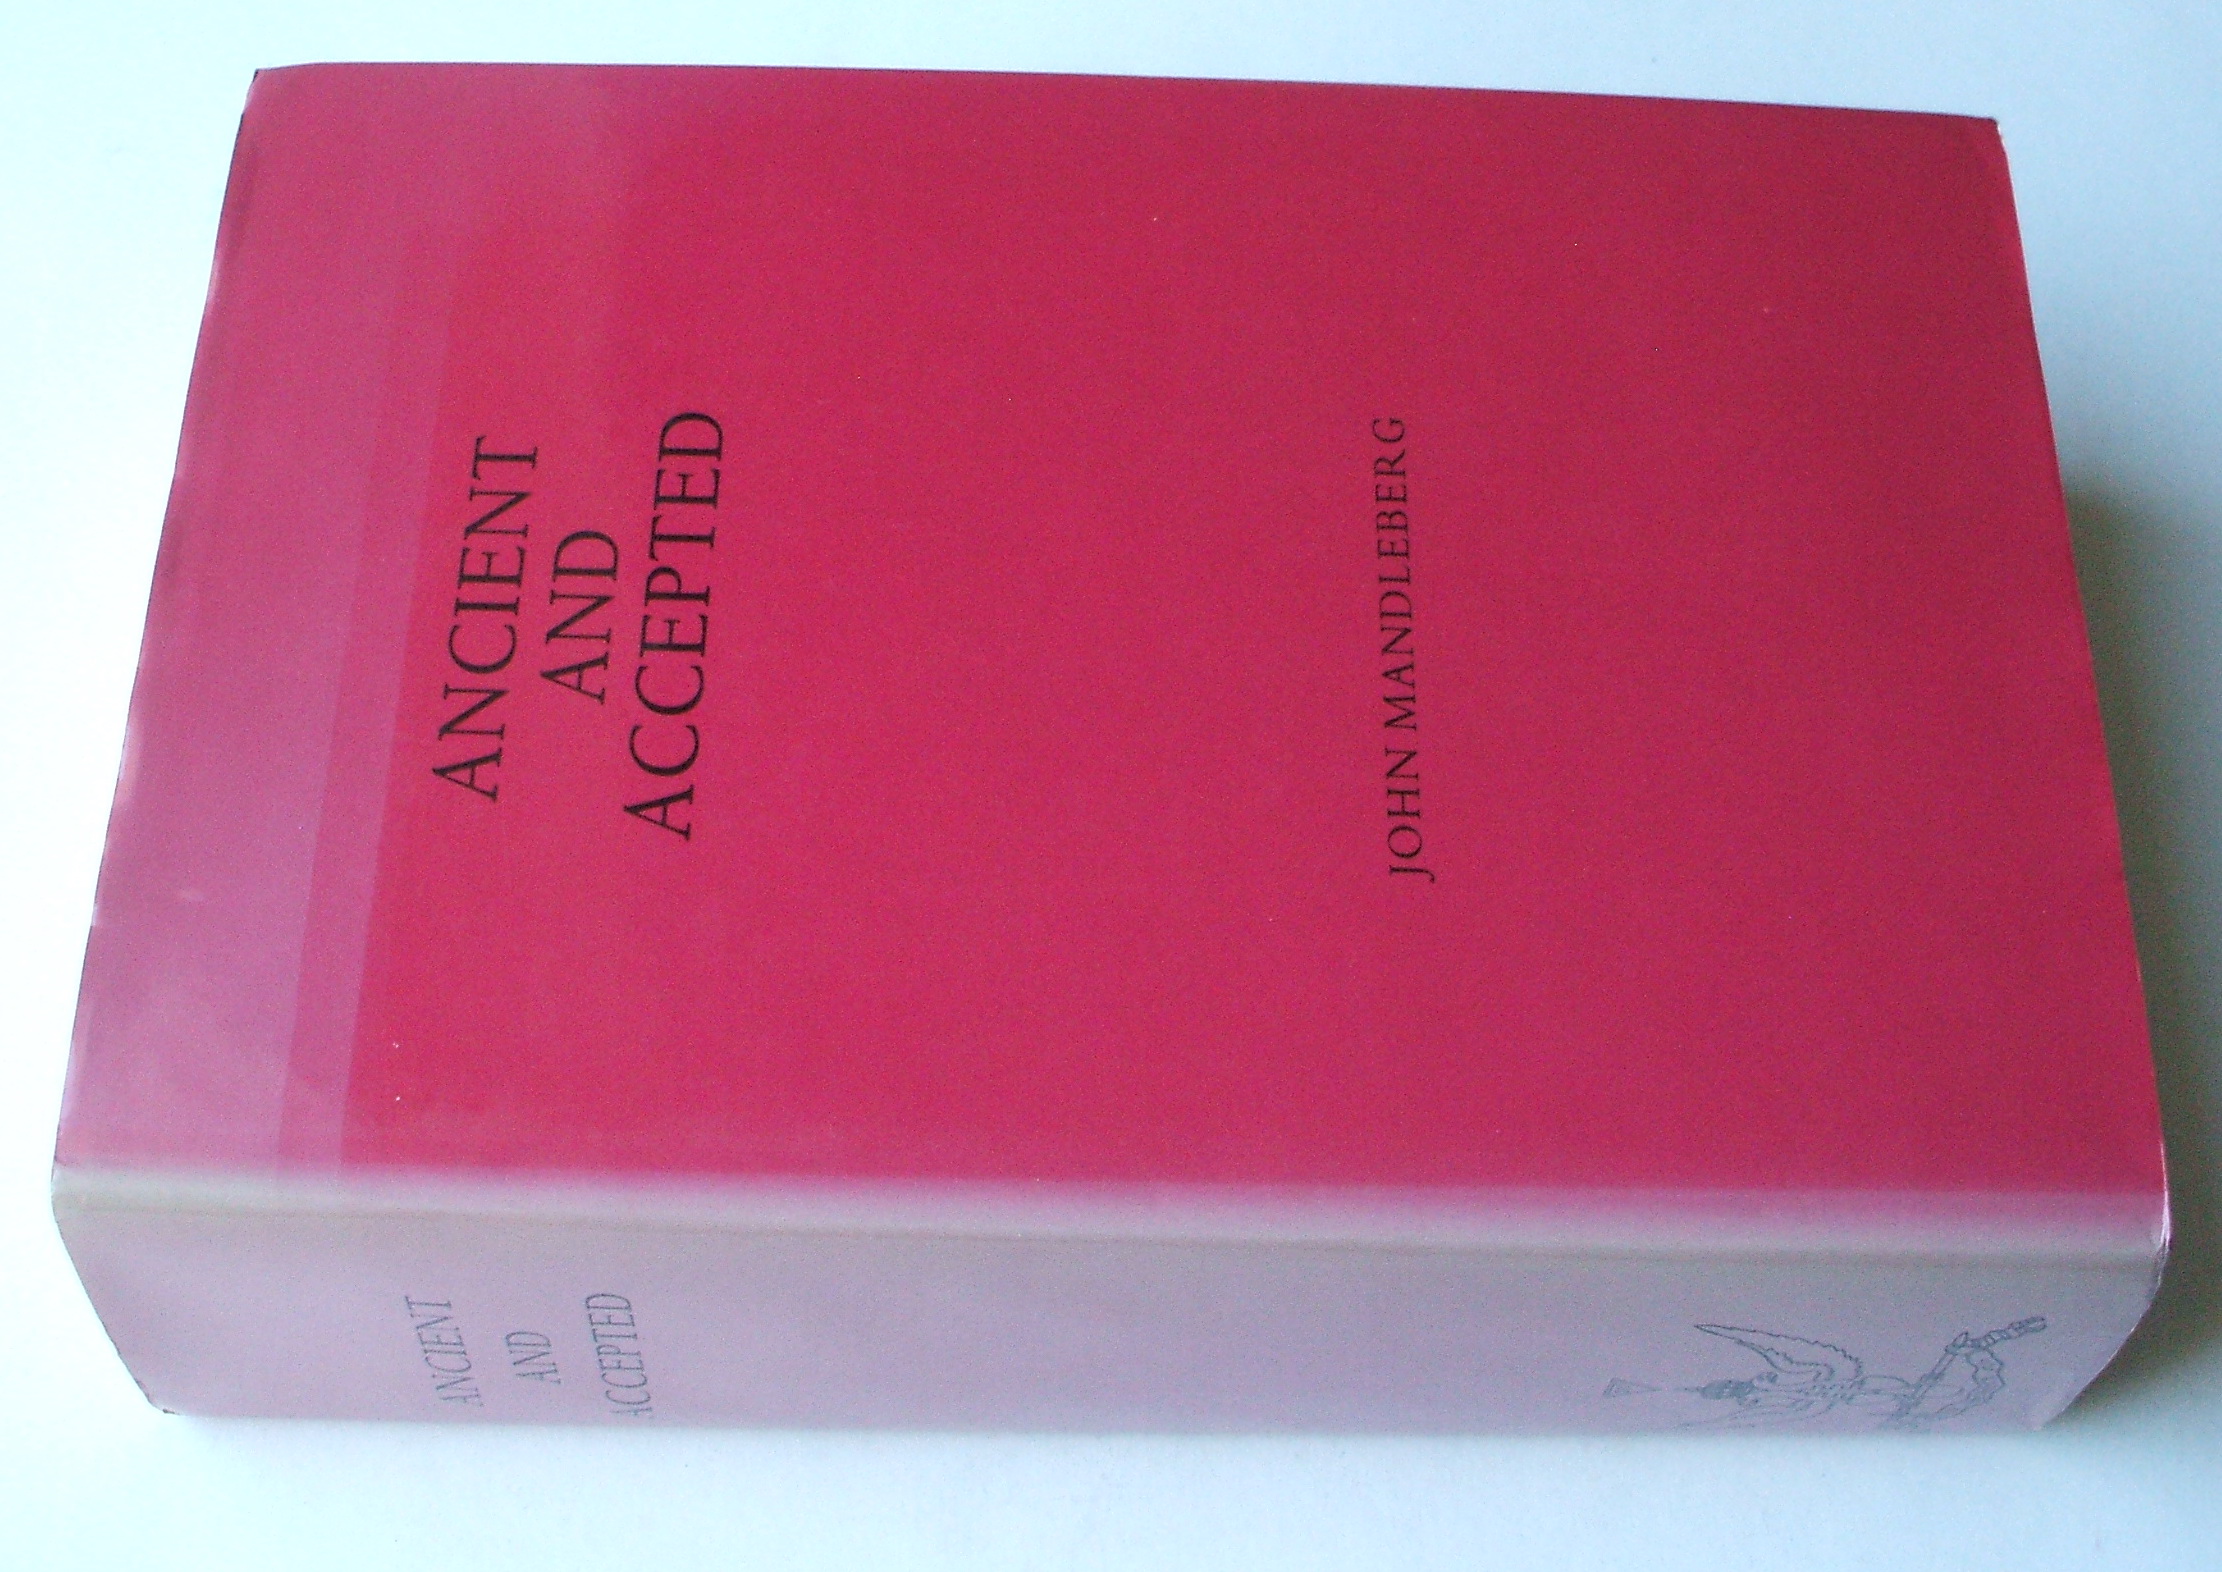 ANCIENT
AND
ACCEPTED
JOHN MANDLEBERG
ANCIENT
AND
ACCEPTED